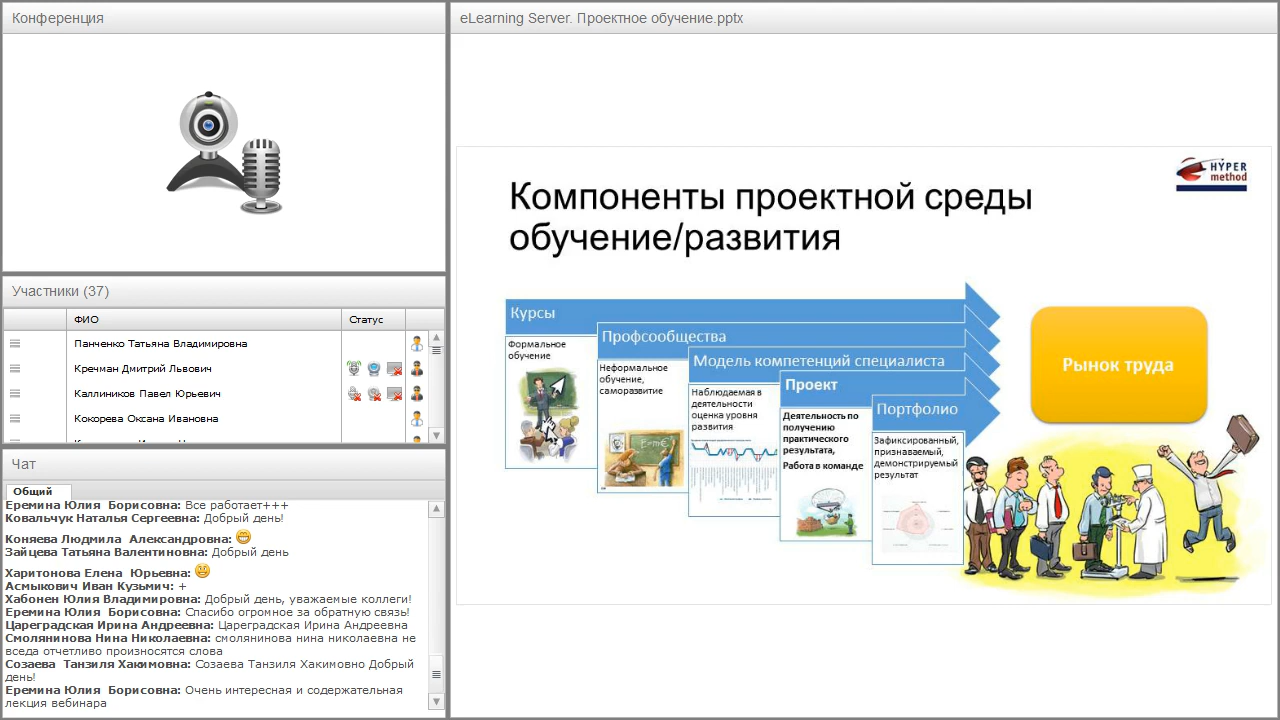 Конференция
Участники (37)
ФИО
Статус
Панченко Татьяна Владимировна
Кречман Дмитрий Львович
Каллиников Павел Юрьевич
Кокорева Оксана Ивановна
Чат
Общий
Еремина Юлия Борисовна: Все работает+++
Ковальчук Наталья Сергеевна: Добрый день!
Коняева Людмила Александровна:
Зайцева Татьяна Валентиновна: Добрый день
Харитонова Елена Юрьевна:
Асмыкович Иван Кузьмич: +
Хабонен Юлия Владимировна: Добрый день, уважаемые коллеги!
Еремина Юлия Борисовна: Спасибо огромное за обратную связь!
Цареградская Ирина Андреевна: Цареградская Ирина Андреевна
Смолянинова Нина Николаевна: смолянинова нина николаевна не
вседа отчетливо произносятся слова
Созаева Танзиля Хакимовна: Созаева Танзиля Хакимовно Добрый
день!
Еремина Юлия Борисовна: Очень интересная и содержательная
лекция вебинара
eLearning Server. Проектное обучение.pptx
HYPER
method
Компоненты проектной среды
обучение/развития
Курсы
Формальное
обучение
Профсообщества
Неформальное
обучение,
саморазвитие
E=mc²
Модель компетенций специалиста
Наблюдаемая в
деятельности
оценка уровня
развития
Проект
Деятельность по
получению
практического
результата,
Работа в команде
Портфолио
Зафиксированный,
признаваемый,
демонстрируемый
результат
Рынок труда